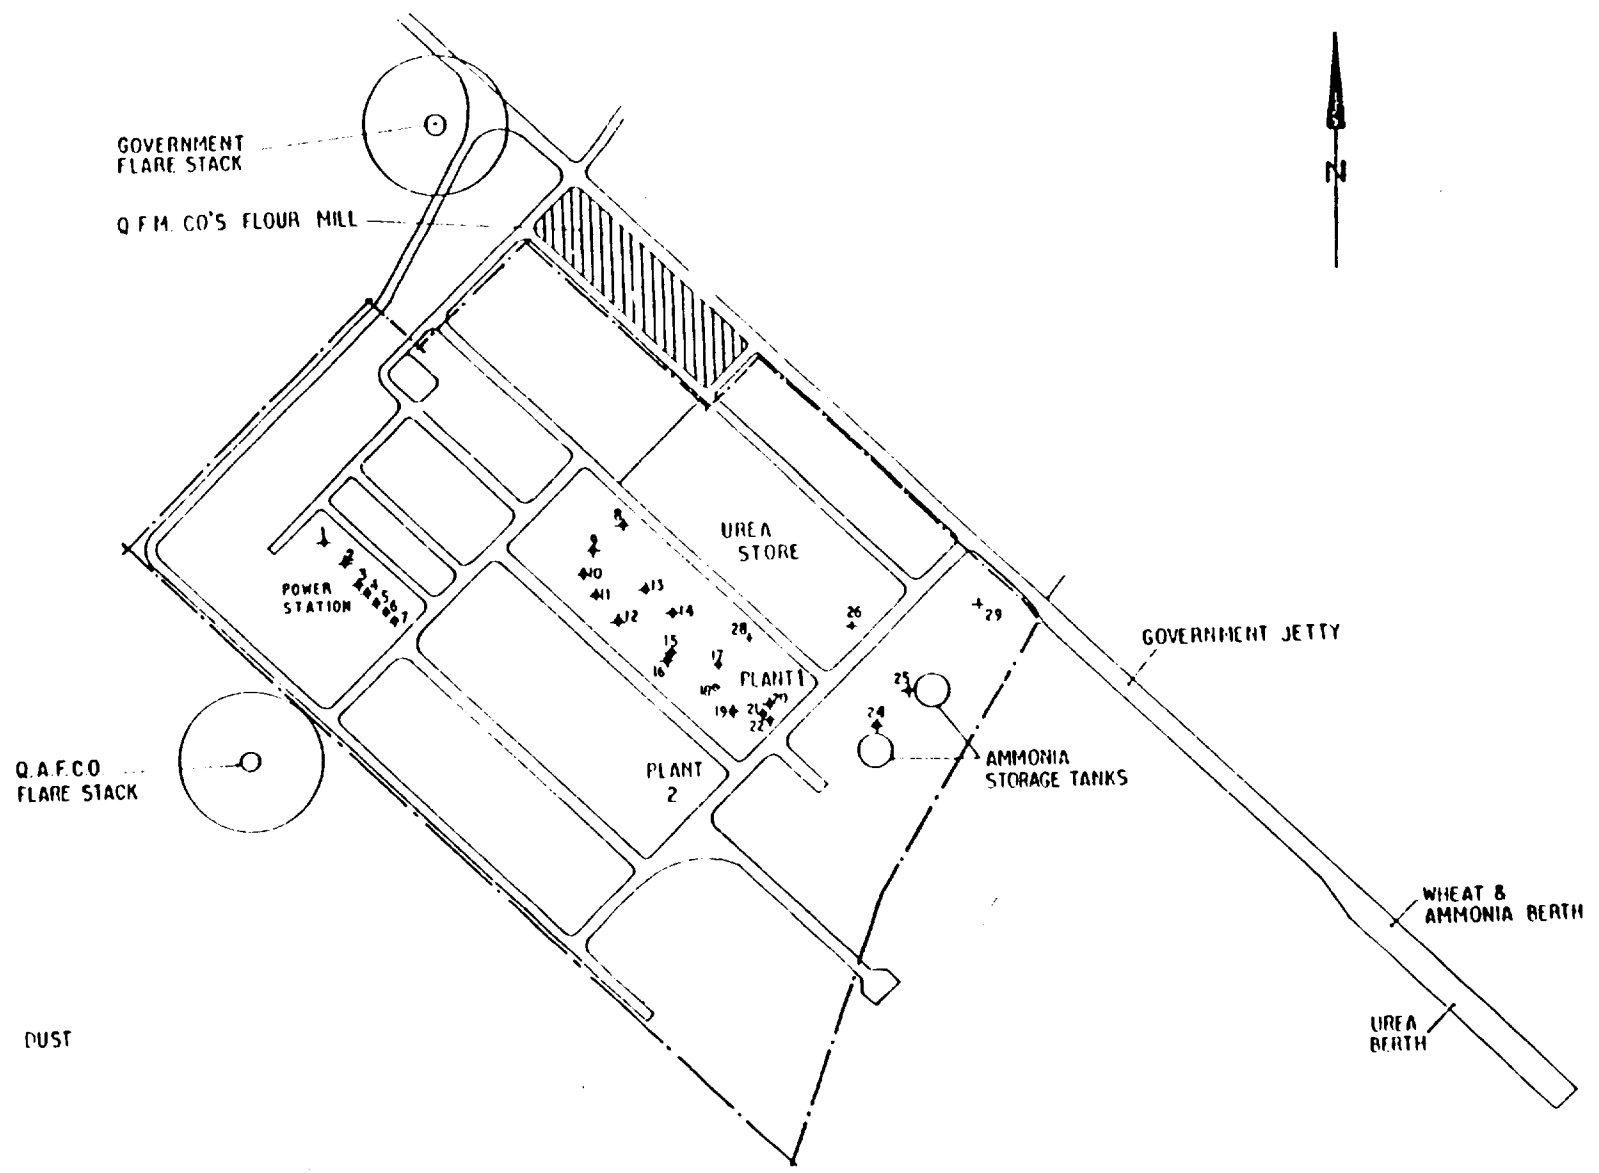 GOVERNMENT
FLARE STACK
Q F M. CO'S FLOUR MILL
N
8
UREA
STORE
1
9
2
10
13
POWER
STATION
3
4
5
6
7
11
12
14
26
29
28
15
16
17
PLANT 1
25
GOVERNMENT JETTY
19
20
21
22
24
Q.A.F.C.O.
FLARE STACK
PLANT
2
AMMONIA
STORAGE TANKS
WHEAT &
AMMONIA BERTH
UREA
BERTH
DUST